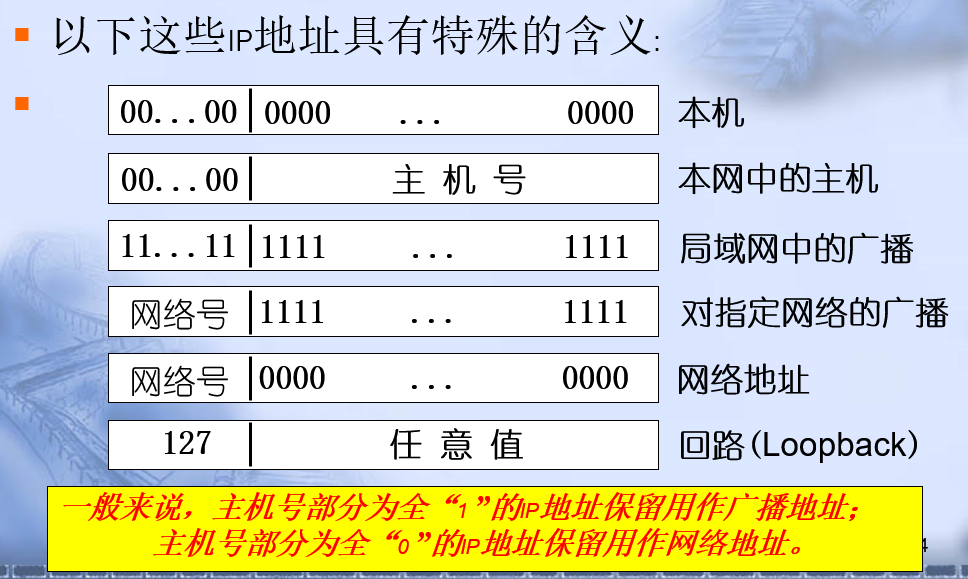 以下这些IP地址具有特殊的含义:
00...00 0000 ... 0000 本机
00...00 主 机 号 本网中的主机
11...11 1111 ... 1111 局域网中的广播
网络号 1111 ... 1111 对指定网络的广播
网络号 0000 ... 0000 网络地址
127 任 意 值 回路(Loopback)
一般来说，主机号部分为全“1”的IP地址保留用作广播地址；
主机号部分为全“0”的IP地址保留用作网络地址。
4